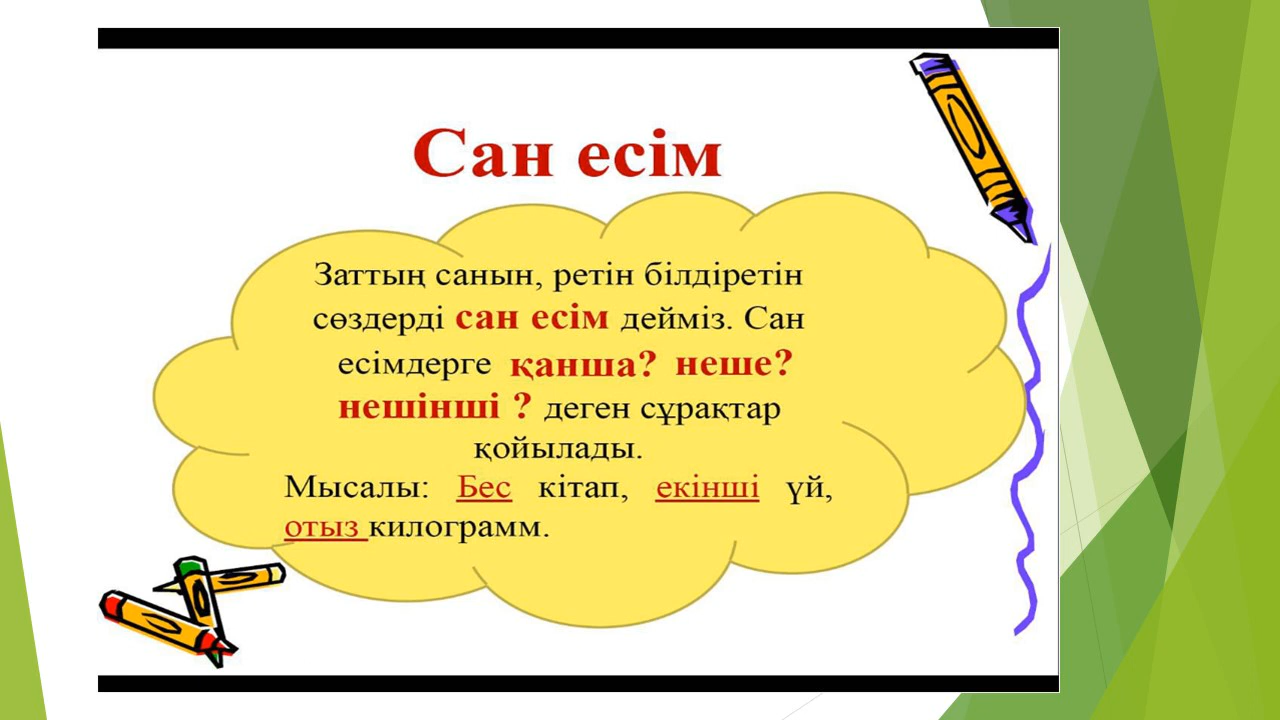 Сан есім
Заттың санын, ретін білдіретін
сөздерді сан есім дейміз. Сан
есімдерге қанша? неше?
нешінші ? деген сұрақтар
қойылады.
Мысалы: Бес кітап, екінші үй,
отыз килограмм.